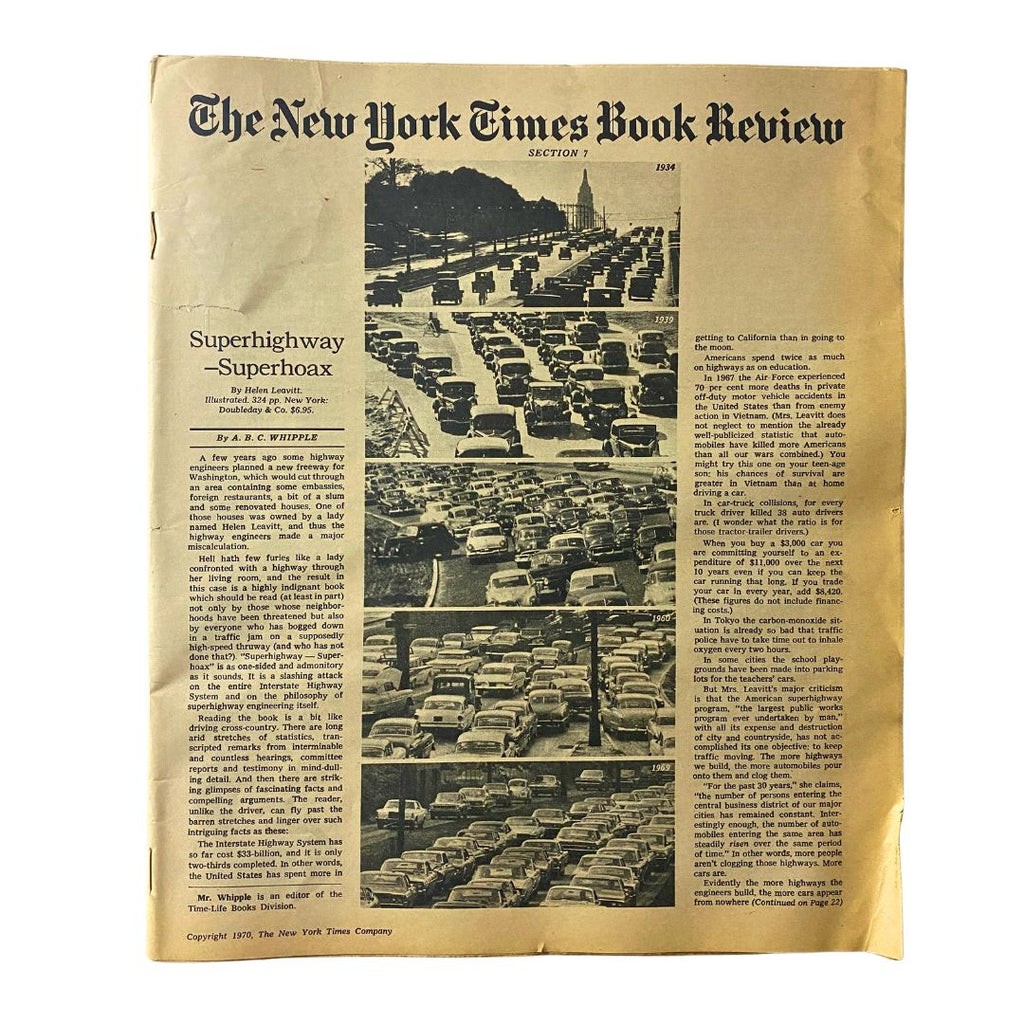 The New York Times Book Review
SECTION 7
1934
1939
1960
1969
Superhighway
—Superhoax
By Helen Leavitt.
Illustrated. 324 pp. New York:
Doubleday & Co. $6.95.
By A. B. C. WHIPPLE
A few years ago some highway
engineers planned a new freeway for
Washington, which would cut through
an area containing some embassies,
foreign restaurants, a bit of a slum
and some renovated houses. One of
those houses was owned by a lady
named Helen Leavitt, and thus the
highway engineers made a major
miscalculation.
Hell hath few furies like a lady
confronted with a highway through
her living room, and the result in
this case is a highly indignant book
which should be read (at least in part)
not only by those whose neighbor-
hoods have been threatened but also
by everyone who has bogged down
in a traffic jam on a supposedly
high-speed thruway (and who has not
done that?). "Superhighway — Super-
hoax" is as one-sided and admonitory
as it sounds. It is a slashing attack
on the entire Interstate Highway
System and on the philosophy of
superhighway engineering itself.
Reading the book is a bit like
driving cross-country. There are long
arid stretches of statistics, tran-
scripted remarks from interminable
and countless hearings, committee
reports and testimony in mind-dull-
ing detail. And then there are strik-
ing glimpses of fascinating facts and
compelling arguments. The reader,
unlike the driver, can fly past the
barren stretches and linger over such
intriguing facts as these:
The Interstate Highway System has
so far cost $33-billion, and it is only
two-thirds completed. In other words,
the United States has spent more in
Mr. Whipple is an editor of the
Time-Life Books Division.
Copyright 1970, The New York Times Company
getting to California than in going to
the moon.
Americans spend twice as much
on highways as on education.
In 1967 the Air Force experienced
70 per cent more deaths in private
off-duty motor vehicle accidents in
the United States than from enemy
action in Vietnam. (Mrs. Leavitt does
not neglect to mention the already
well-publicized statistic that auto-
mobiles have killed more Americans
than all our wars combined.) You
might try this one on your teen-age
son: his chances of survival are
greater in Vietnam than at home
driving a car.
In car-truck collisions, for every
truck driver killed 38 auto drivers
are. (I wonder what the ratio is for
those tractor-trailer drivers.)
When you buy a $3,000 car you
are committing yourself to an ex-
penditure of $11,000 over the next
10 years even if you can keep the
car running that long. If you trade
your car in every year, add $8,420.
(These figures do not include financ-
ing costs.)
In Tokyo the carbon-monoxide sit-
uation is already so bad that traffic
police have to take time out to inhale
oxygen every two hours.
In some cities the school play-
grounds have been made into parking
lots for the teachers' cars.
But Mrs. Leavitt's major criticism
is that the American superhighway
program, "the largest public works
program ever undertaken by man,"
with all its expense and destruction
of city and countryside, has not ac-
complished its one objective: to keep
traffic moving. The more highways
we build, the more automobiles pour
onto them and clog them.
"For the past 30 years," she claims,
"the number of persons entering the
central business district of our major
cities has remained constant. Inter-
estingly enough, the number of auto-
mobiles entering the same area has
steadily risen over the same period
of time." In other words, more people
aren't clogging those highways. More
cars are.
Evidently the more highways the
engineers build, the more cars appear
from nowhere (Continued on Page 22)